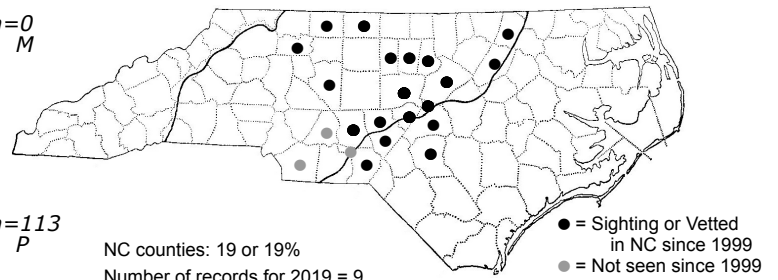 n=0
M
n=113
P
NC counties: 19 or 19%
Number of records for 2019 = 9
● = Sighting or Vetted
in NC since 1999
● = Not seen since 1999